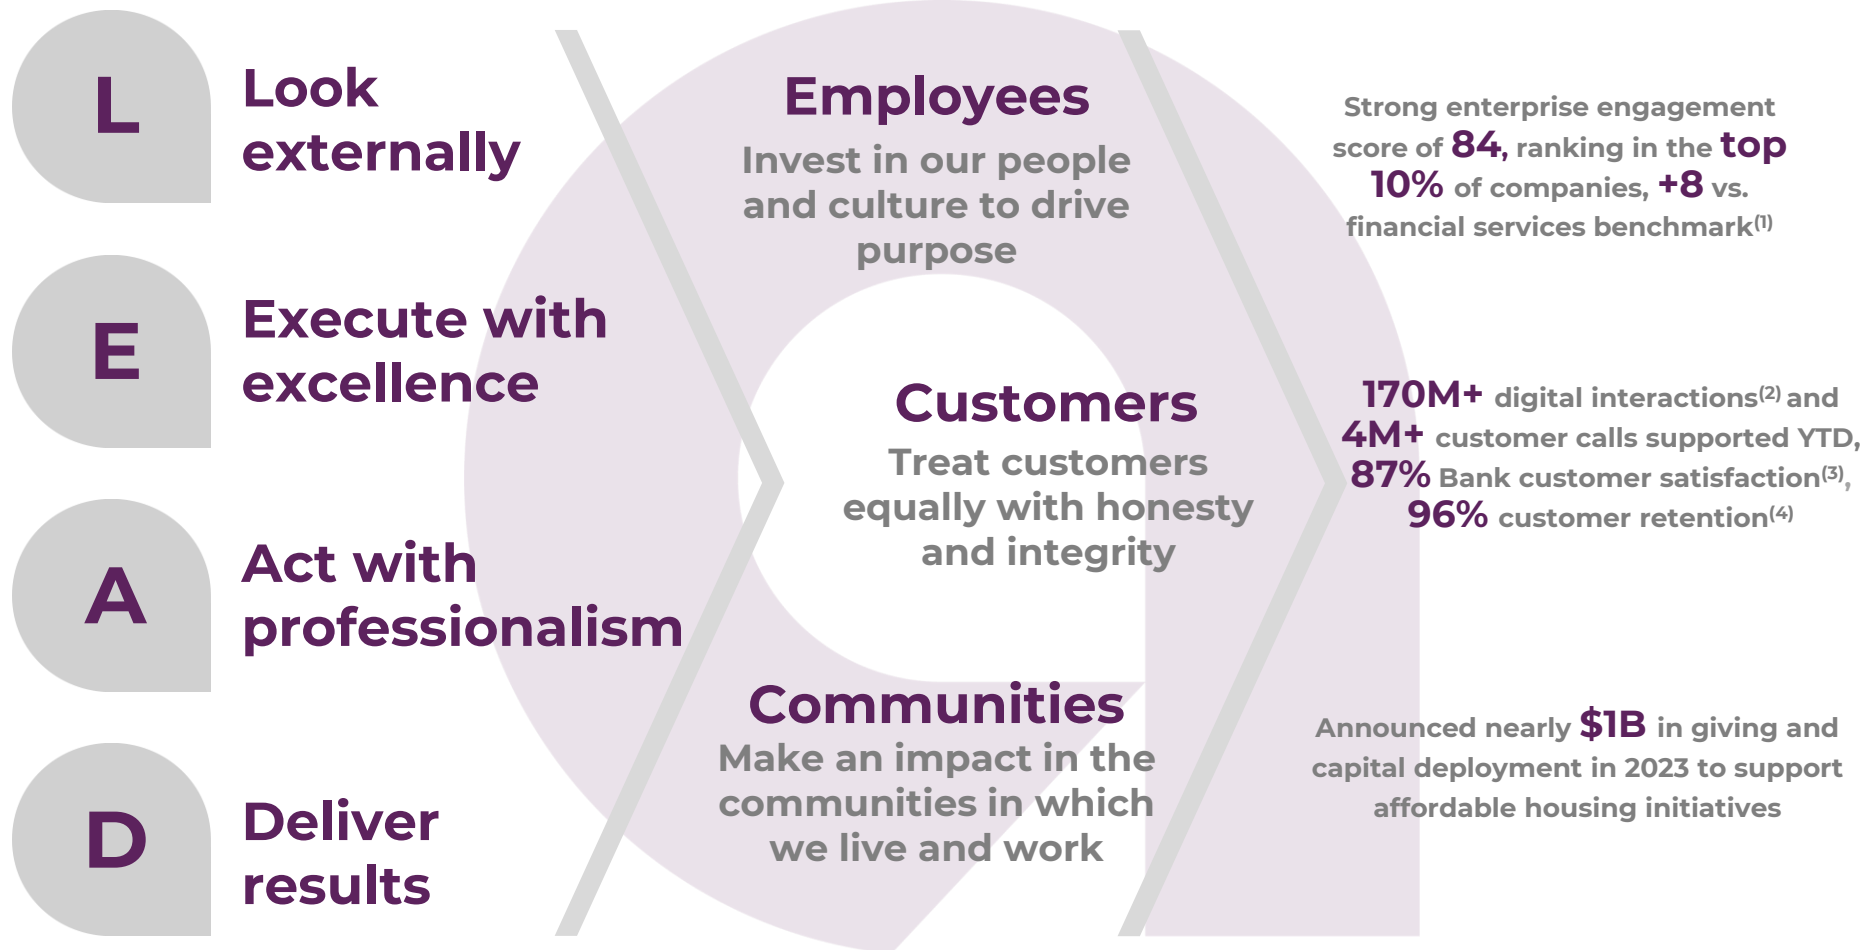 L
Look
externally
E
Execute with
excellence
A
Act with
professionalism
D
Deliver
results
Employees
Invest in our people
and culture to drive
purpose
Customers
Treat customers
equally with honesty
and integrity
Communities
Make an impact in the
communities in which
we live and work
Strong enterprise engagement
score of 84, ranking in the top
10% of companies, +8 vs.
financial services benchmark(1)
170M+ digital interactions(2) and
4M+ customer calls supported YTD,
87% Bank customer satisfaction(3),
96% customer retention(4)
Announced nearly $1B in giving and
capital deployment in 2023 to support
affordable housing initiatives